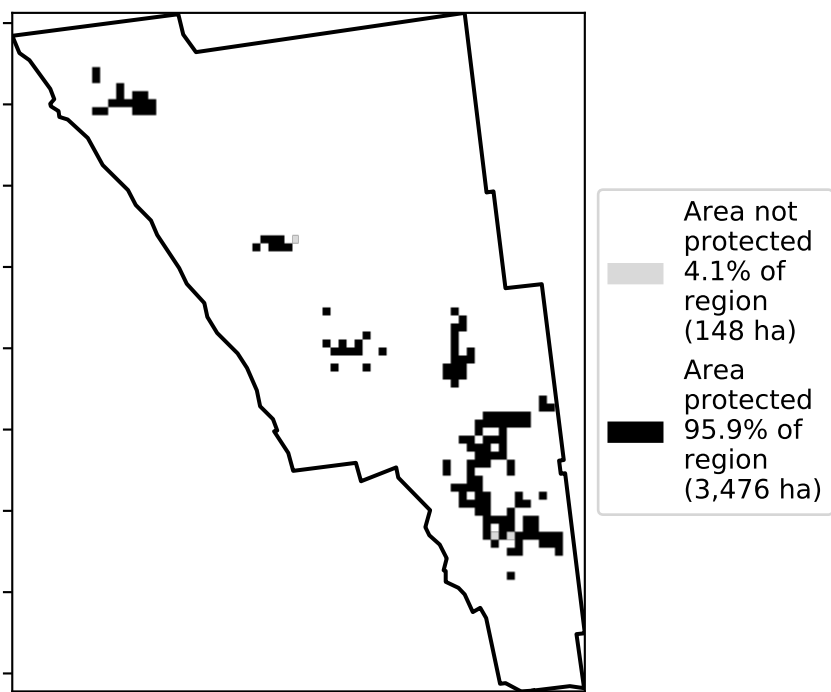 Area not
protected
4.1% of
region
(148 ha)
Area
protected
95.9% of
region
(3,476 ha)